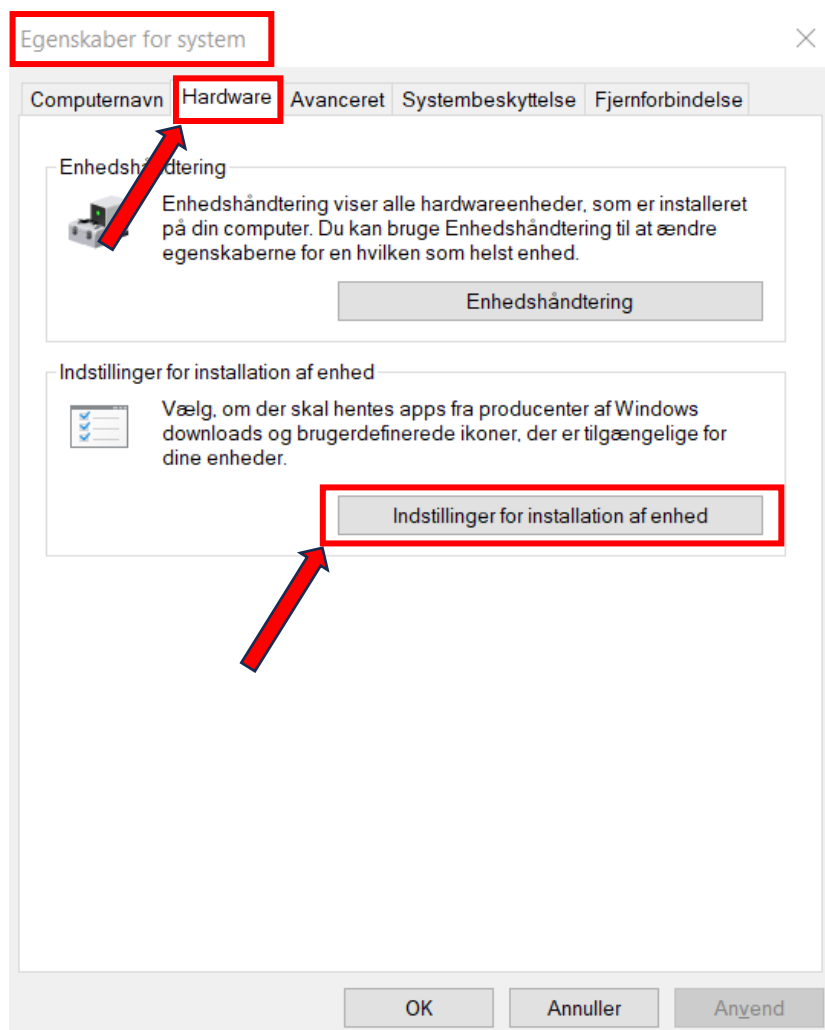 Egenskaber for system
Computernavn Hardware Avanceret Systembeskyttelse Fjernforbindelse
Enhedshåndtering
Enhedshåndtering viser alle hardwareenheder, som er installeret
på din computer. Du kan bruge Enhedshåndtering til at ændre
egenskaberne for en hvilken som helst enhed.
Enhedshåndtering
Indstillinger for installation af enhed
Vælg, om der skal hentes apps fra producenter af Windows
downloads og brugerdefinerede ikoner, der er tilgængelige for
dine enheder.
Indstillinger for installation af enhed
OK Annuller Anvend